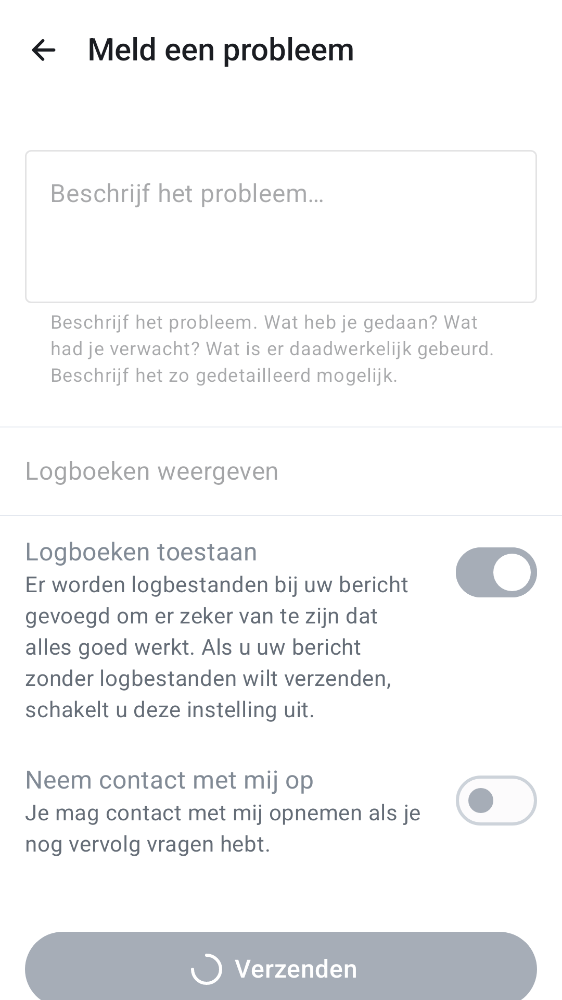 Meld een probleem
Beschrijf het probleem…
Beschrijf het probleem. Wat heb je gedaan? Wat
had je verwacht? Wat is er daadwerkelijk gebeurd.
Beschrijf het zo gedetailleerd mogelijk.
Logboeken weergeven
Logboeken toestaan
Er worden logbestanden bij uw bericht
gevoegd om er zeker van te zijn dat
alles goed werkt. Als u uw bericht
zonder logbestanden wilt verzenden,
schakelt u deze instelling uit.
Neem contact met mij op
Je mag contact met mij opnemen als je
nog vervolg vragen hebt.
Verzenden